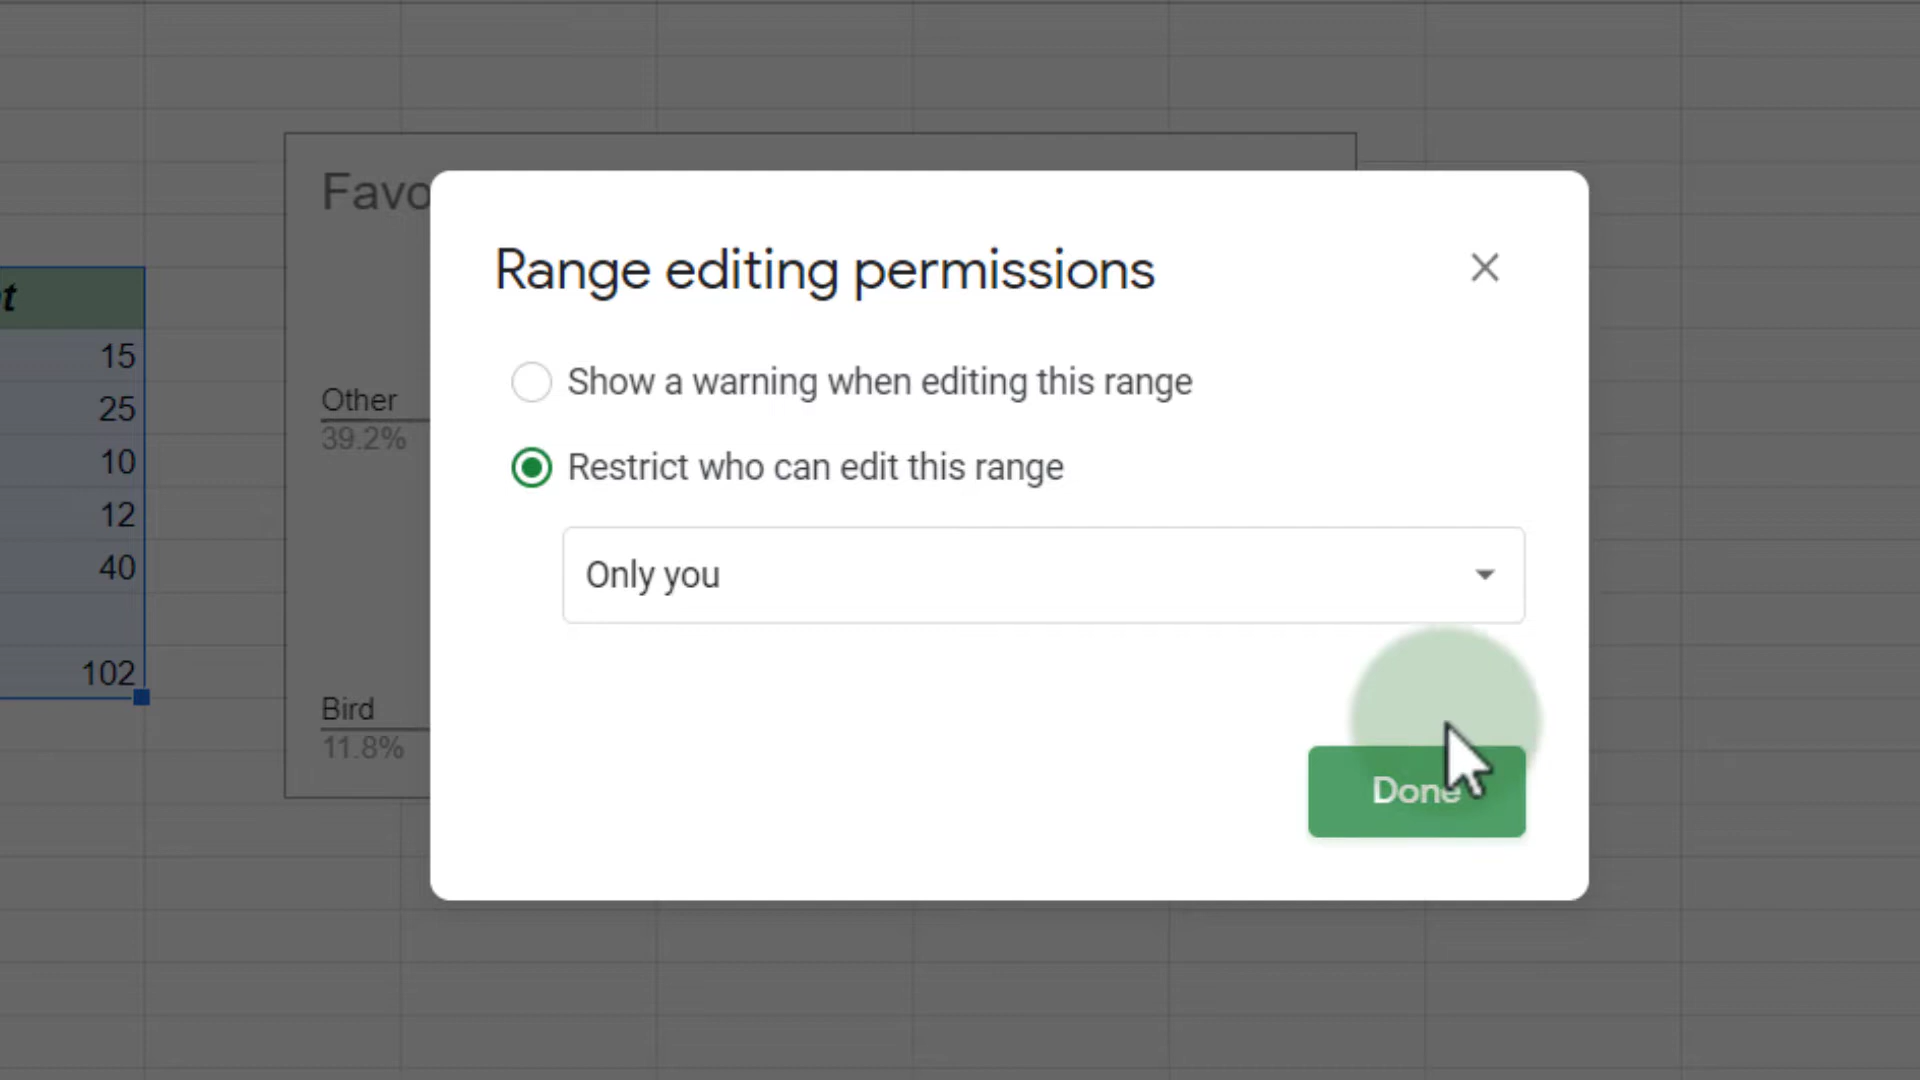 Favo
Range editing permissions
t
Show a warning when editing this range
15
Other
25
39.2%
10
Restrict who can edit this range
12
40
Only you
102
Bird
11.8%
Done